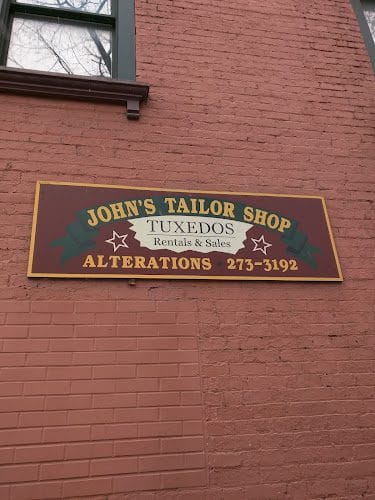 JOHN'S TAILOR SHOP
TUXEDOS
Rentals & Sales
ALTERATIONS 273-3192